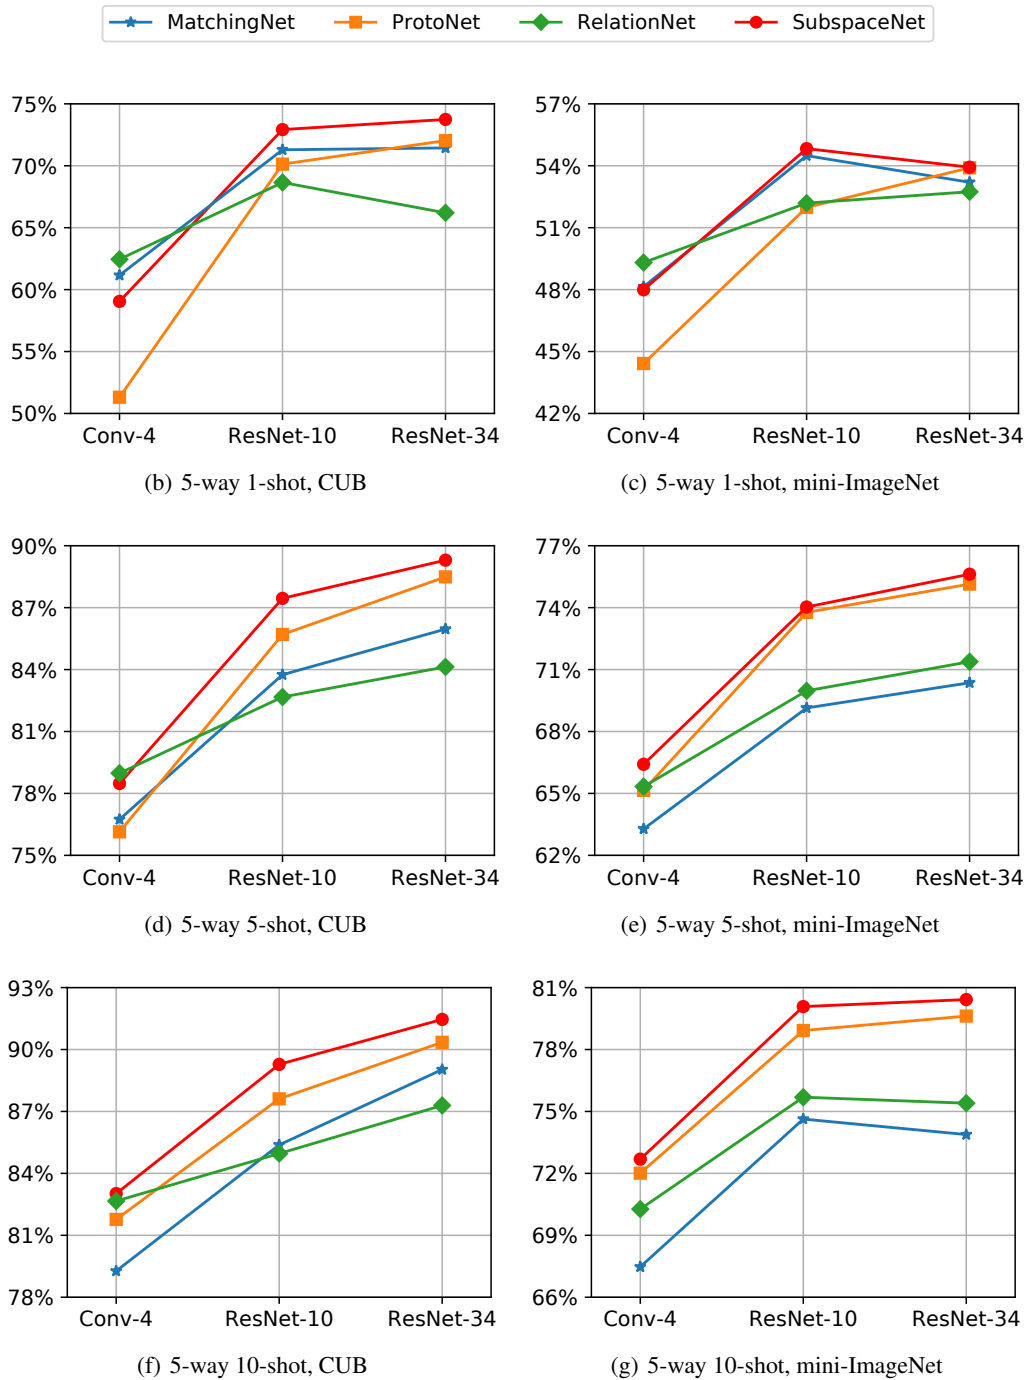 MatchingNet ProtoNet RelationNet SubspaceNet
75%
70%
65%
60%
55%
50%
Conv-4 ResNet-10 ResNet-34
(b) 5-way 1-shot, CUB
57%
54%
51%
48%
45%
42%
Conv-4 ResNet-10 ResNet-34
(c) 5-way 1-shot, mini-ImageNet
90%
87%
84%
81%
78%
75%
Conv-4 ResNet-10 ResNet-34
(d) 5-way 5-shot, CUB
77%
74%
71%
68%
65%
62%
Conv-4 ResNet-10 ResNet-34
(e) 5-way 5-shot, mini-ImageNet
93%
90%
87%
84%
81%
78%
Conv-4 ResNet-10 ResNet-34
(f) 5-way 10-shot, CUB
81%
78%
75%
72%
69%
66%
Conv-4 ResNet-10 ResNet-34
(g) 5-way 10-shot, mini-ImageNet